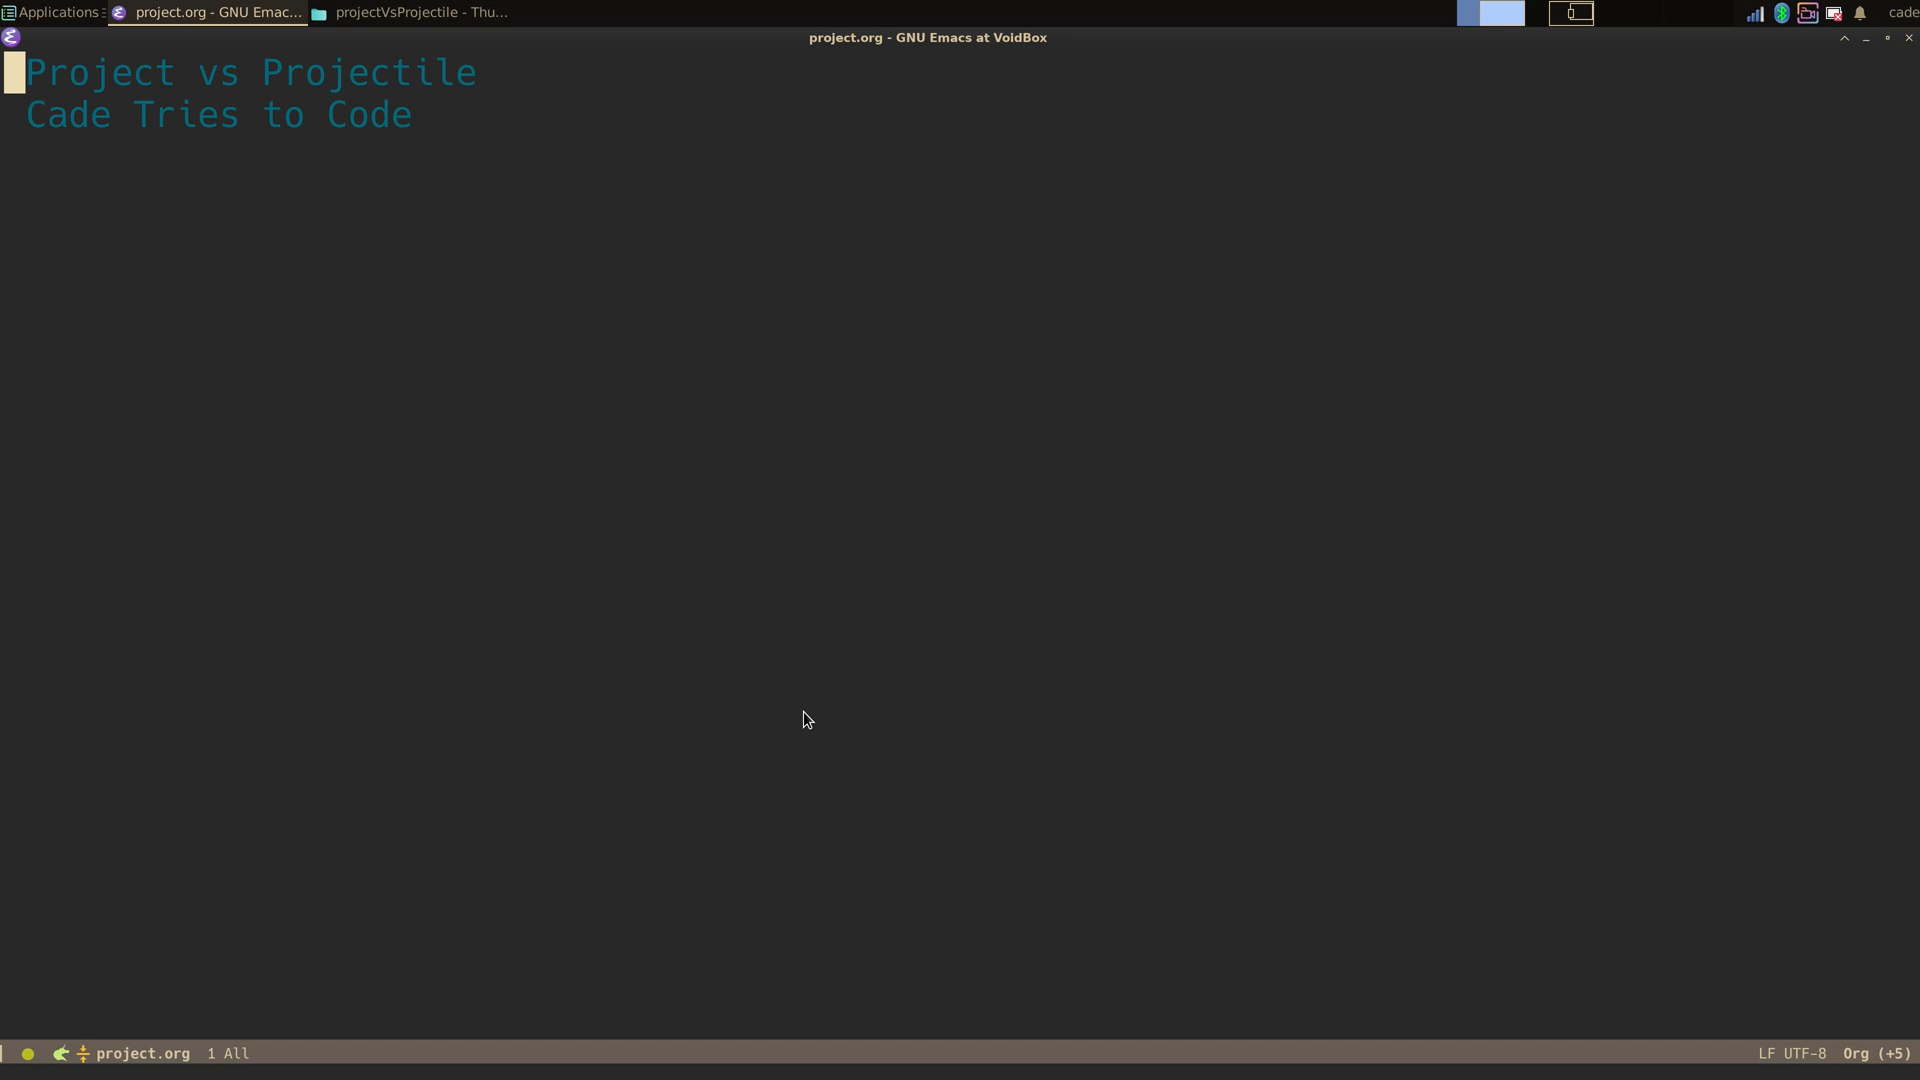 Applications
project.org - GNU Emac...
projectVsProjectile - Thu...
cade
project.org - GNU Emacs at VoidBox
Project vs Projectile
Cade Tries to Code
project.org 1 All
LF UTF-8 Org (+5)